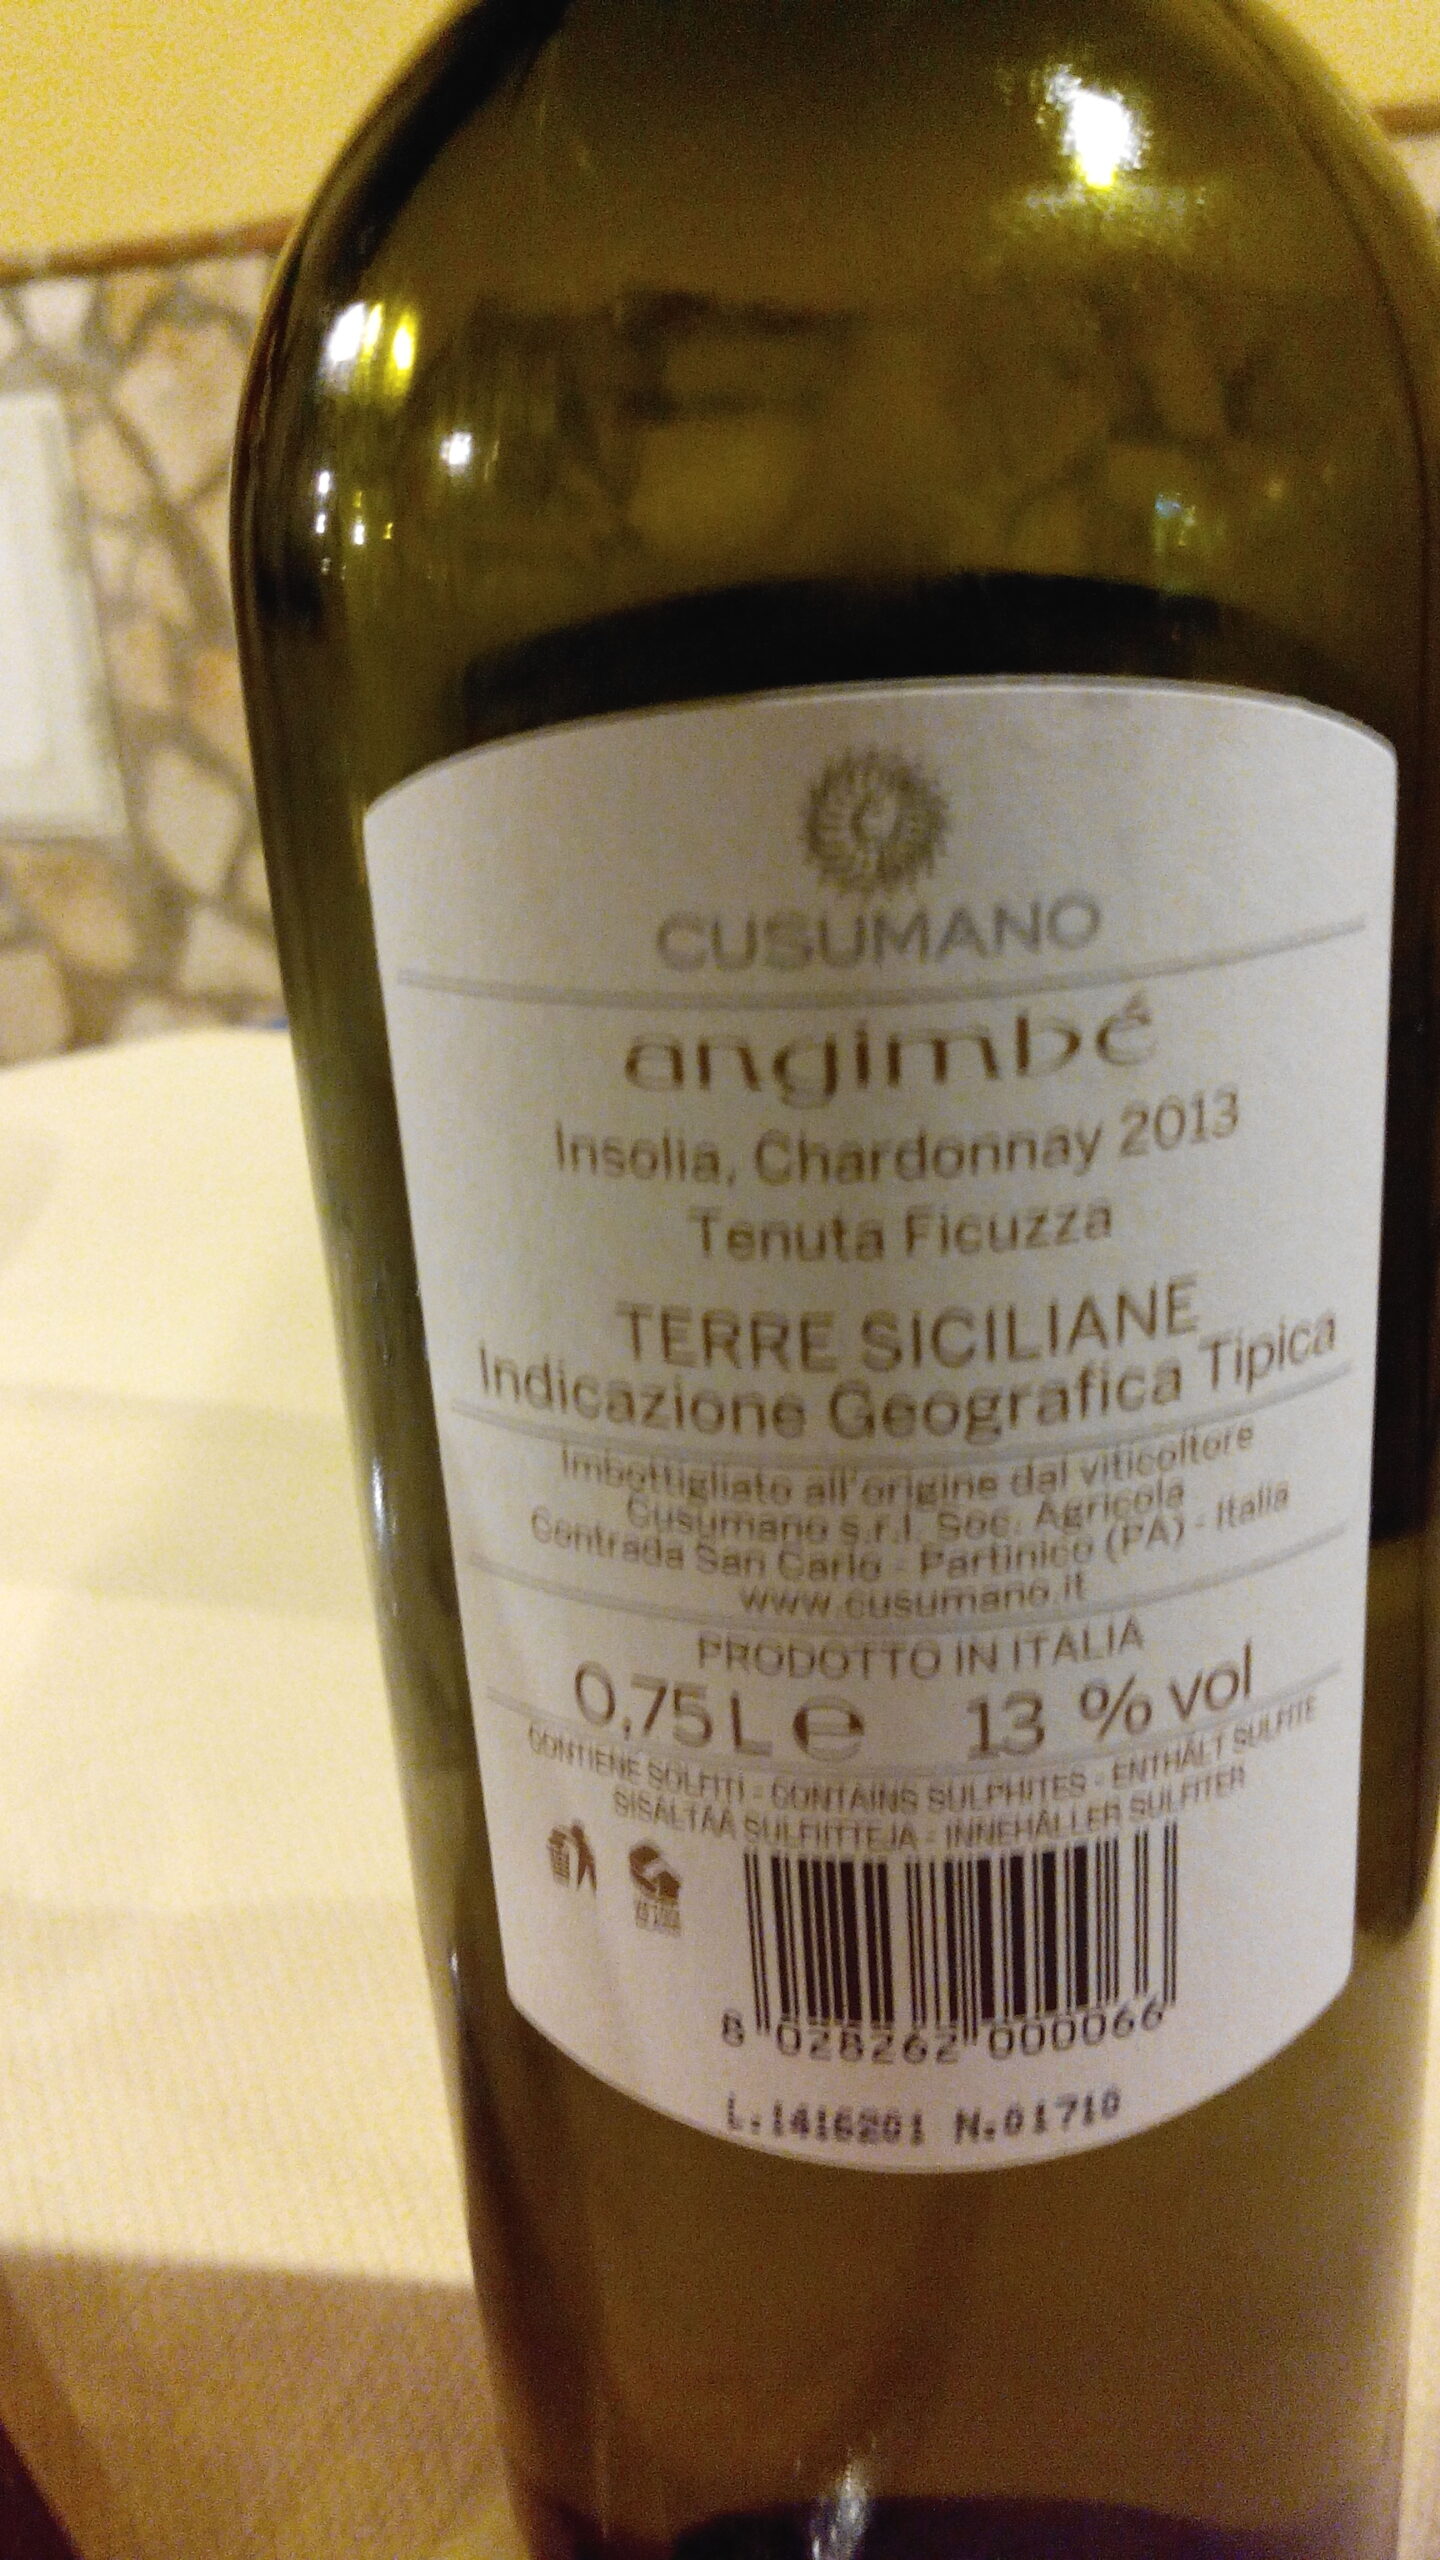 CUSUMANO
angimbé
Insolia, Chardonnay 2013
Tenuta Ficuzza
TERRE SICILIANE
Indicazione Geografica Tipica
Imbottigliato all'origine dal viticoltore
Cusumano s.r.l. Soc. Agricola
Contrada San Carlo - Partinico (PA) - Italia
www.cusumano.it
PRODOTTO IN ITALIA
0,75 L e 13 % vol
CONTIENE SOLFITI - CONTAINS SULPHITES - ENTHÄLT SULFITE
SISÄLTÄÄ SULFIITTEJA - INNEHÅLLER SULFITER
8 028262 000066
L.1416201 N.01710